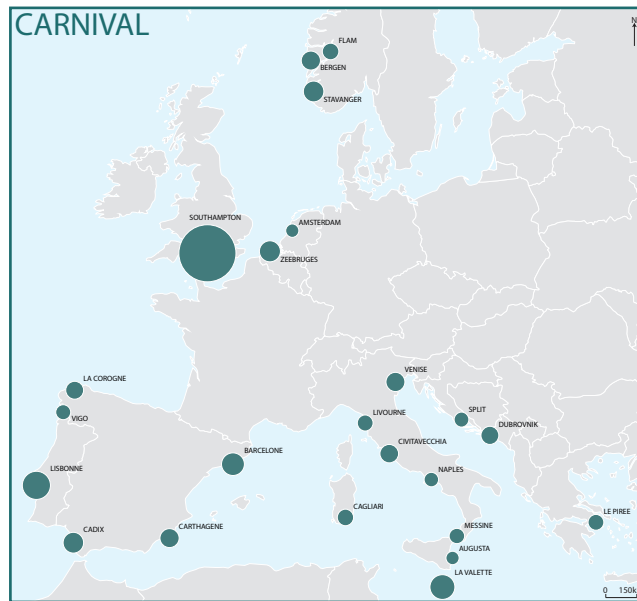 CARNIVAL
N
FLAM
BERGEN
STAVANGER
SOUTHAMPTON
AMSTERDAM
ZEEBRUGES
LA COROGNE
VIGO
VENISE
LIVOURNE
SPLIT
DUBROVNIK
CIVITAVECCHIA
BARCELONE
LISBONNE
NAPLES
CAGLIARI
LE PIREE
CADIX
CARTHAGENE
MESSINE
AUGUSTA
LA VALETTE
0 150k